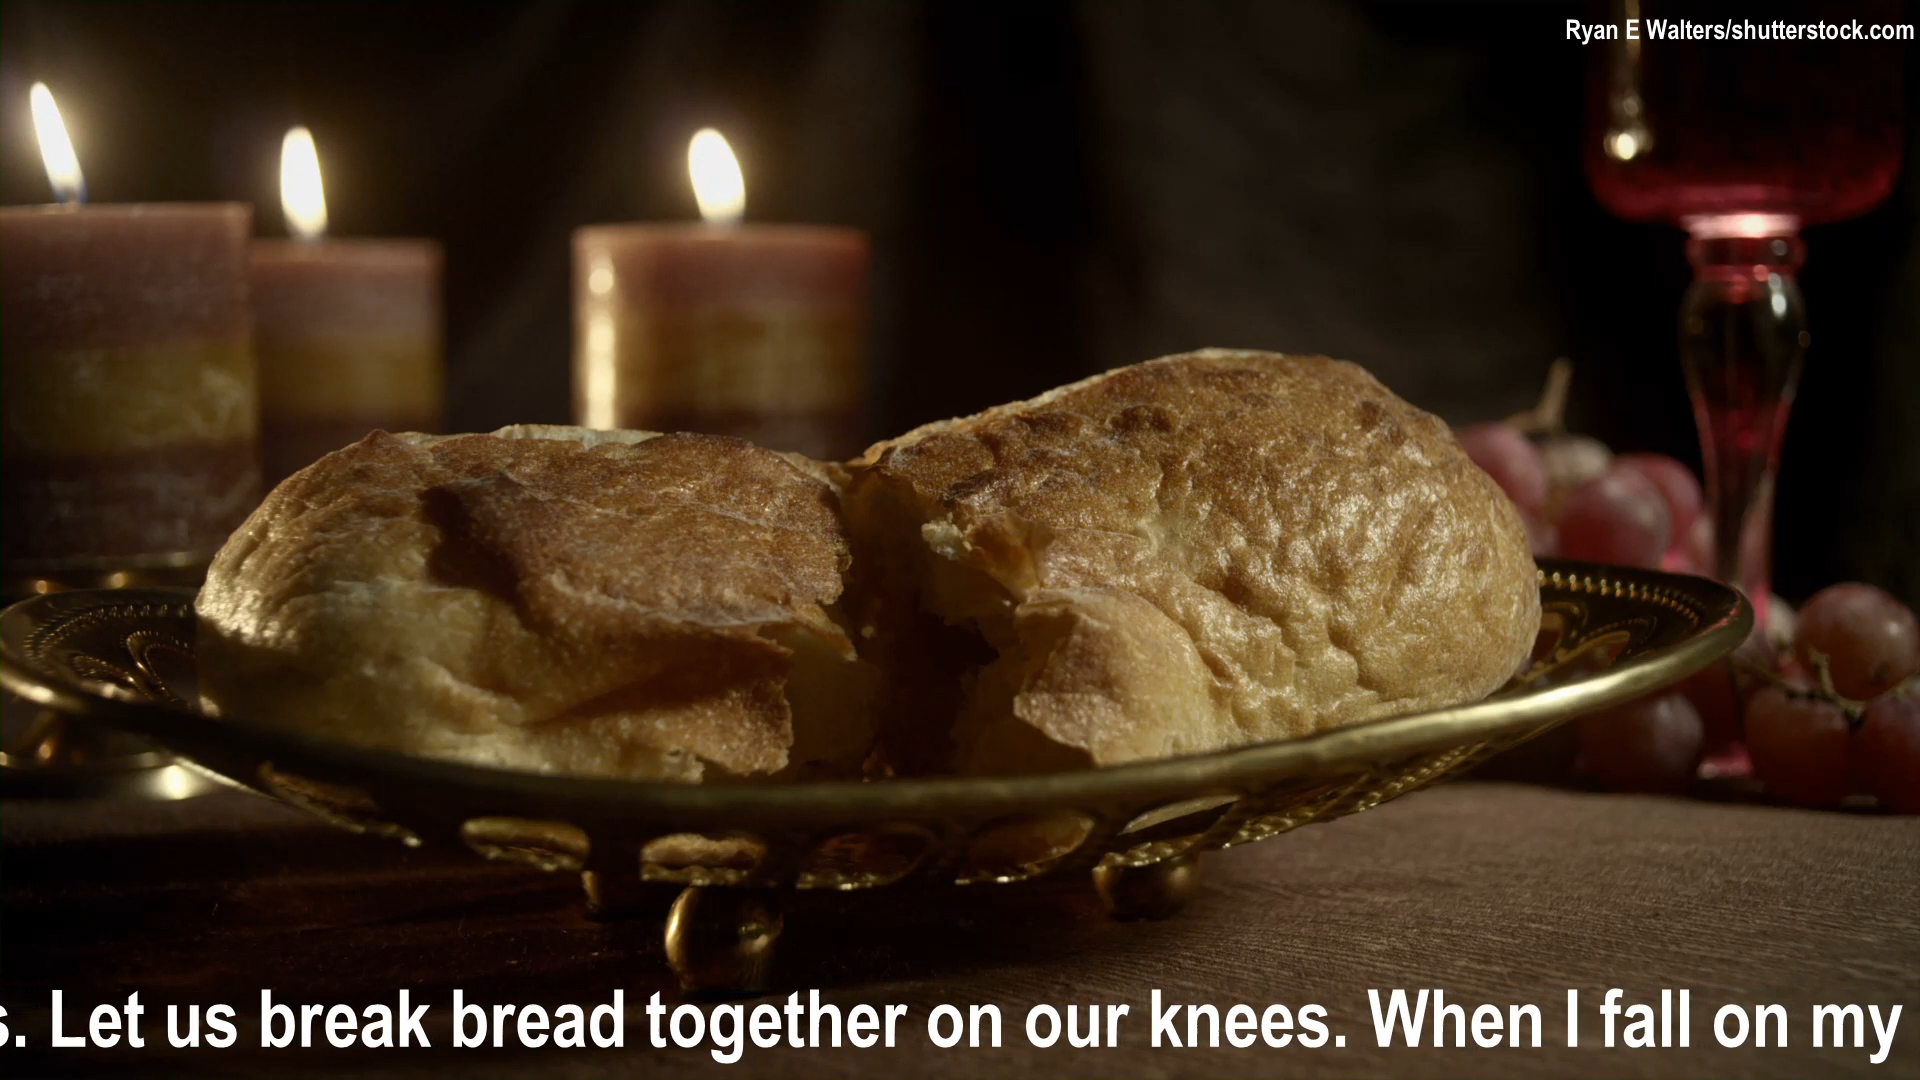 Ryan E Walters/shutterstock.com
s. Let us break bread together on our knees. When I fall on my